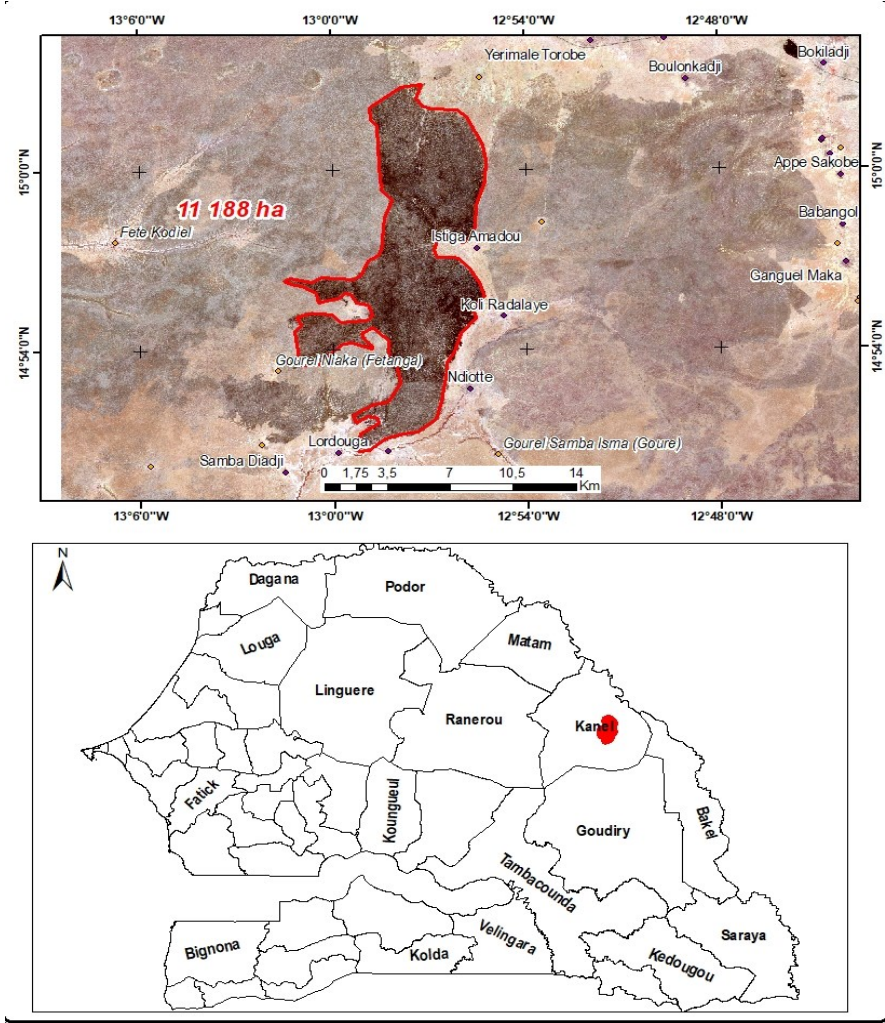 13°6'0"W 13°0'0"W 12°54'0"W 12°48'0"W
Yerimale Torobe
Bokiladji
Boulonkadji
15°0'0"N
15°0'0"N
Appe Sakobe
11 188 ha
Babangol
Fete Kodiel
Istiga Amadou
Ganguel Maka
Koli Radalaye
14°54'0"N
14°54'0"N
Gourel Niaka (Fetanga)
Ndiotte
Lordouga
Gourel Samba Isma (Goure)
Samba Diadji
0 1,75 3,5 7 10,5 14
Km
13°6'0"W 13°0'0"W 12°54'0"W 12°48'0"W
N
Dagana
Podor
Louga
Matam
Linguere
Ranerou
Kanel
Fatick
Koungueul
Goudiry
Bakel
Tambacounda
Saraya
Velingara
Bignona
Kolda
Kedougou